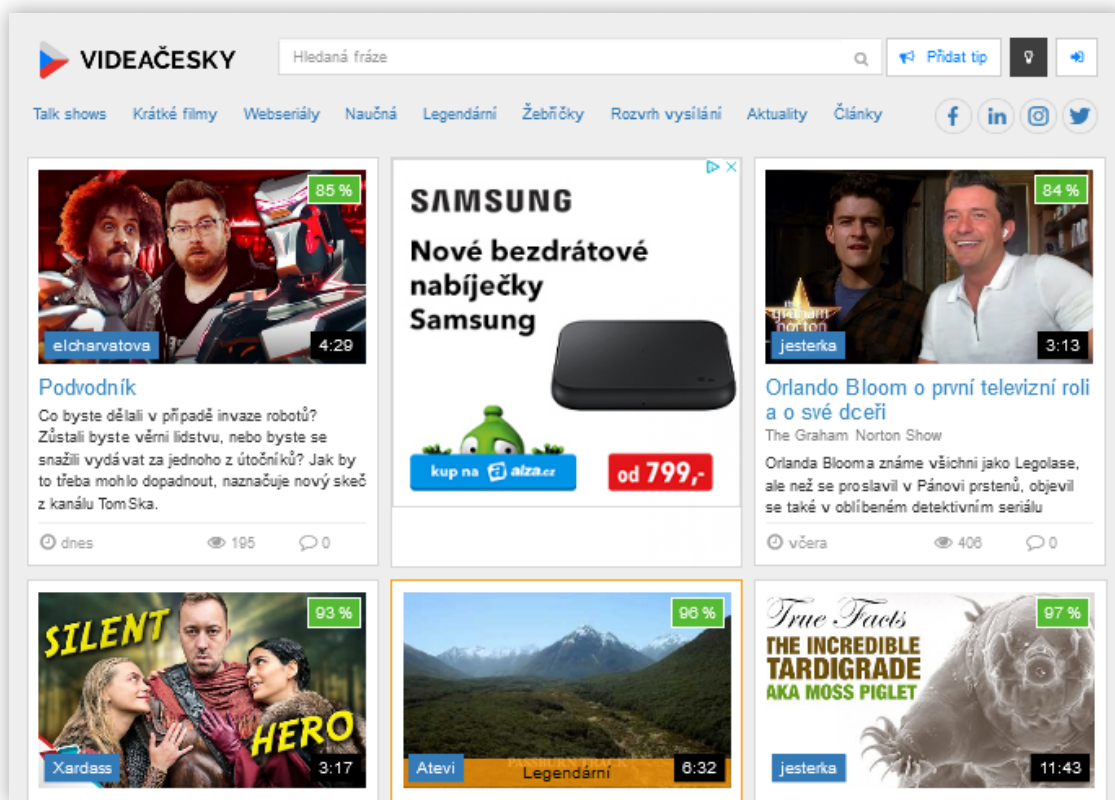 VIDEAČESKY
Hledaná fráze
Přidat tip
Talk shows Krátké filmy Webseriály Naučná Legendární Žebříčky Rozvrh vysílání Aktuality Články
85 %
elcharvatova
4:29
Podvodník
Co byste dělali v případě invaze robotů?
Zůstali byste věrni lidstvu, nebo byste se
snažili vydávat za jednoho z útočníků? Jak by
to třeba mohlo dopadnout, naznačuje nový skeč
z kanálu TomSka.
dnes 195 0
SAMSUNG
Nové bezdrátové
nabíječky
Samsung
kup na alza.cz
od 799,-
84 %
the
graham
norton
jesterka
3:13
Orlando Bloom o první televizní roli
a o své dceři
The Graham Norton Show
Orlanda Blooma známe všichni jako Legolase,
ale než se proslavil v Pánovi prstenů, objevil
se také v oblíbeném detektivním seriálu
včera 406 0
93 %
SILENT
HERO
Xardass
3:17
96 %
PASSBURN TRACK
Atevi
Legendární
6:32
97 %
True Facts
THE INCREDIBLE
TARDIGRADE
AKA MOSS PIGLET
jesterka
11:43